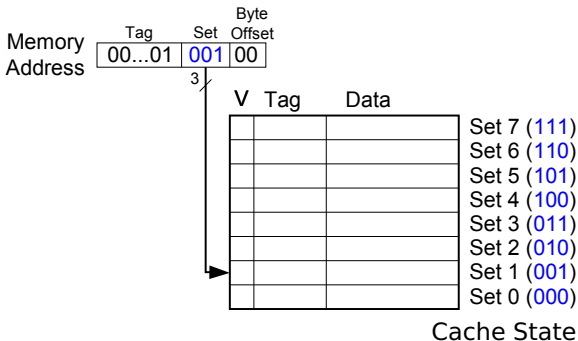 Memory
Address
Tag
Set
Byte
Offset
00...01 001 00
3
V Tag Data
Set 7 (111)
Set 6 (110)
Set 5 (101)
Set 4 (100)
Set 3 (011)
Set 2 (010)
Set 1 (001)
Set 0 (000)
Cache State